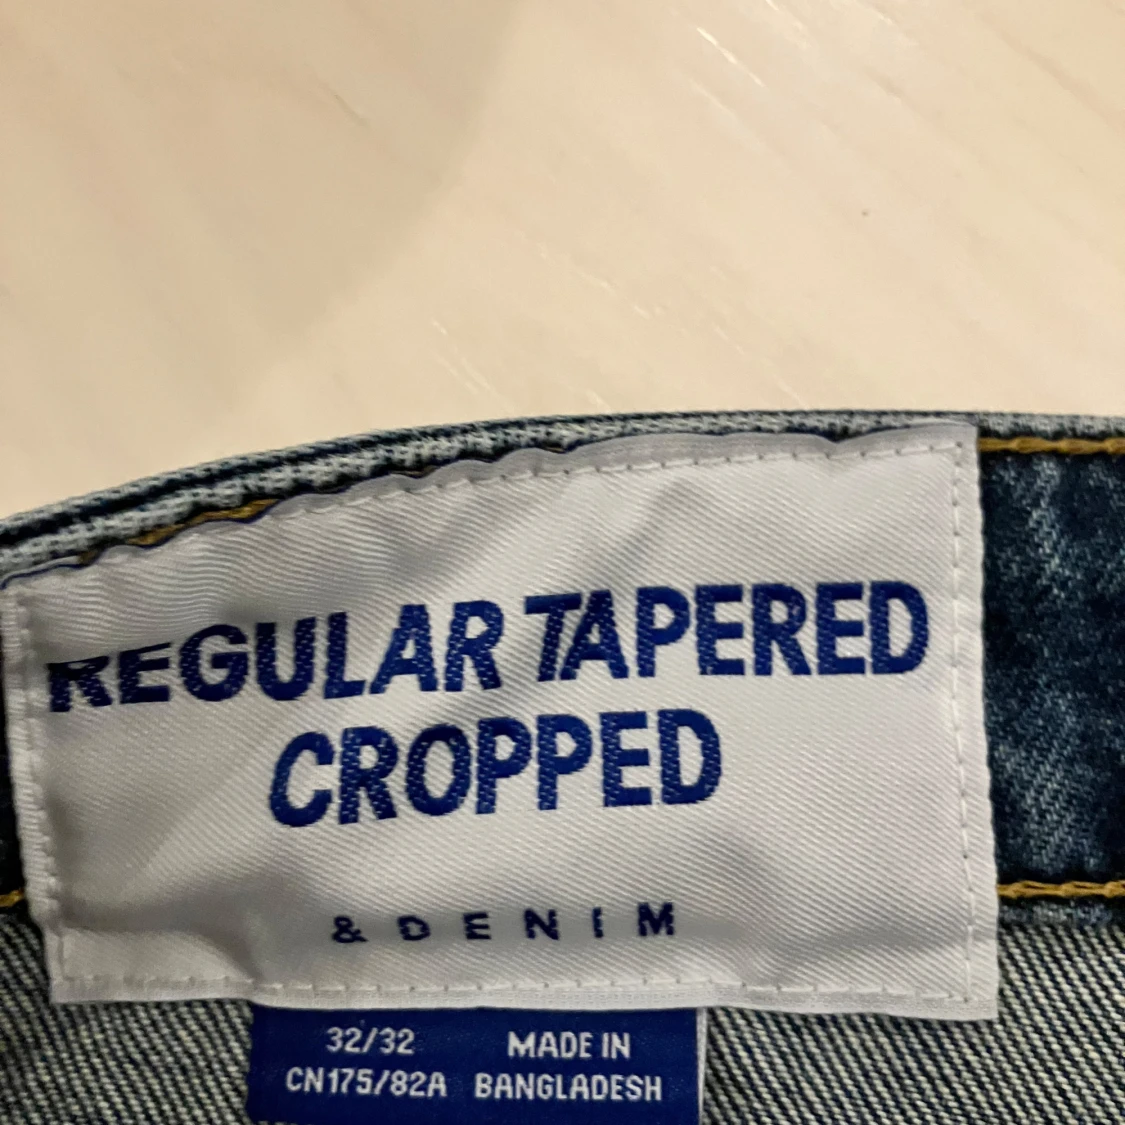 REGULAR TAPERED
CROPPED
& DENIM
32/32 MADE IN
CN175/82A BANGLADESH